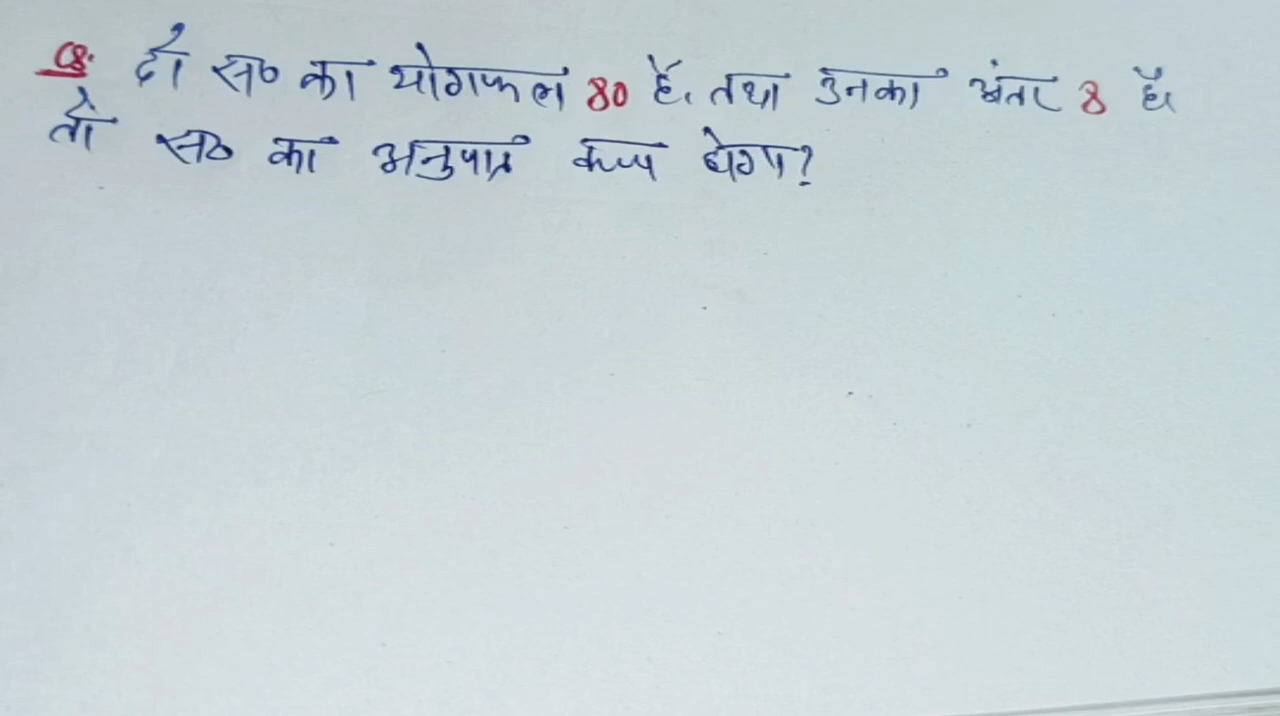 Q. दो सं० का योगफल 80 है, तथा उनका अंतर 8 है
तो सं० का अनुपात क्या होगा?